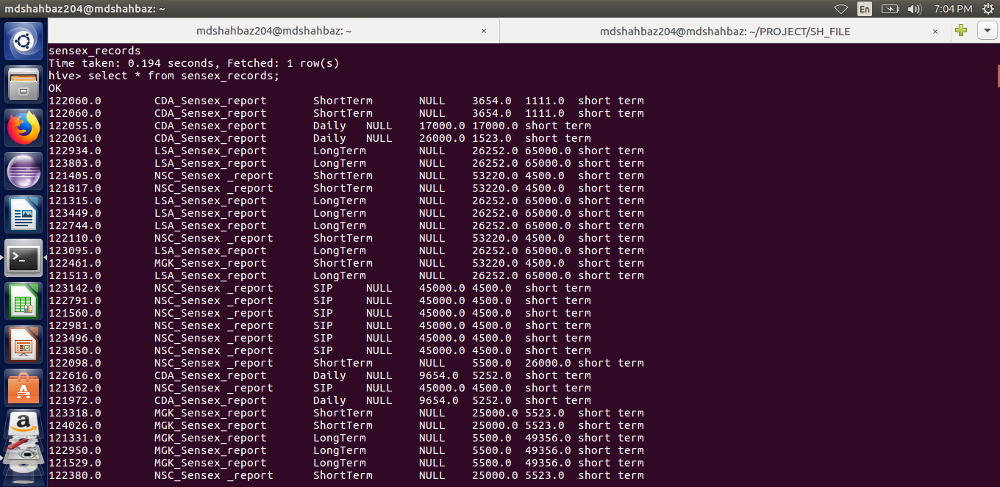 mdshahbaz204@mdshahbaz: ~
En
7:04 PM
mdshahbaz204@mdshahbaz: ~ ×
mdshahbaz204@mdshahbaz: ~/PROJECT/SH_FILE ×
sensex_records
Time taken: 0.194 seconds, Fetched: 1 row(s)
hive> select * from sensex_records;
OK
122060.0 CDA_Sensex_report ShortTerm NULL 3654.0 1111.0 short term
122060.0 CDA_Sensex_report ShortTerm NULL 3654.0 1111.0 short term
122055.0 CDA_Sensex_report Daily NULL 17000.0 17000.0 short term
122061.0 CDA_Sensex_report Daily NULL 26000.0 1523.0 short term
122934.0 LSA_Sensex_report LongTerm NULL 26252.0 65000.0 short term
123803.0 LSA_Sensex_report LongTerm NULL 26252.0 65000.0 short term
121405.0 NSC_Sensex _report ShortTerm NULL 53220.0 4500.0 short term
121817.0 NSC_Sensex _report ShortTerm NULL 53220.0 4500.0 short term
121315.0 LSA_Sensex_report LongTerm NULL 26252.0 65000.0 short term
123449.0 LSA_Sensex_report LongTerm NULL 26252.0 65000.0 short term
122744.0 LSA_Sensex_report LongTerm NULL 26252.0 65000.0 short term
122110.0 NSC_Sensex _report ShortTerm NULL 53220.0 4500.0 short term
123095.0 LSA_Sensex_report LongTerm NULL 26252.0 65000.0 short term
122461.0 MGK_Sensex_report ShortTerm NULL 53220.0 4500.0 short term
121513.0 LSA_Sensex_report LongTerm NULL 26252.0 65000.0 short term
123142.0 NSC_Sensex _report SIP NULL 45000.0 4500.0 short term
122791.0 NSC_Sensex _report SIP NULL 45000.0 4500.0 short term
121560.0 NSC_Sensex _report SIP NULL 45000.0 4500.0 short term
122981.0 NSC_Sensex _report SIP NULL 45000.0 4500.0 short term
123496.0 NSC_Sensex _report SIP NULL 45000.0 4500.0 short term
123850.0 NSC_Sensex _report SIP NULL 45000.0 4500.0 short term
122098.0 NSC_Sensex _report ShortTerm NULL 5500.0 26000.0 short term
122616.0 CDA_Sensex_report Daily NULL 9654.0 5252.0 short term
121362.0 NSC_Sensex _report SIP NULL 45000.0 4500.0 short term
121972.0 CDA_Sensex_report Daily NULL 9654.0 5252.0 short term
123318.0 MGK_Sensex_report ShortTerm NULL 25000.0 5523.0 short term
124026.0 MGK_Sensex_report ShortTerm NULL 25000.0 5523.0 short term
121331.0 MGK_Sensex_report LongTerm NULL 5500.0 49356.0 short term
122950.0 MGK_Sensex_report LongTerm NULL 5500.0 49356.0 short term
121529.0 MGK_Sensex_report LongTerm NULL 5500.0 49356.0 short term
122380.0 NSC_Sensex _report ShortTerm NULL 25000.0 5523.0 short term